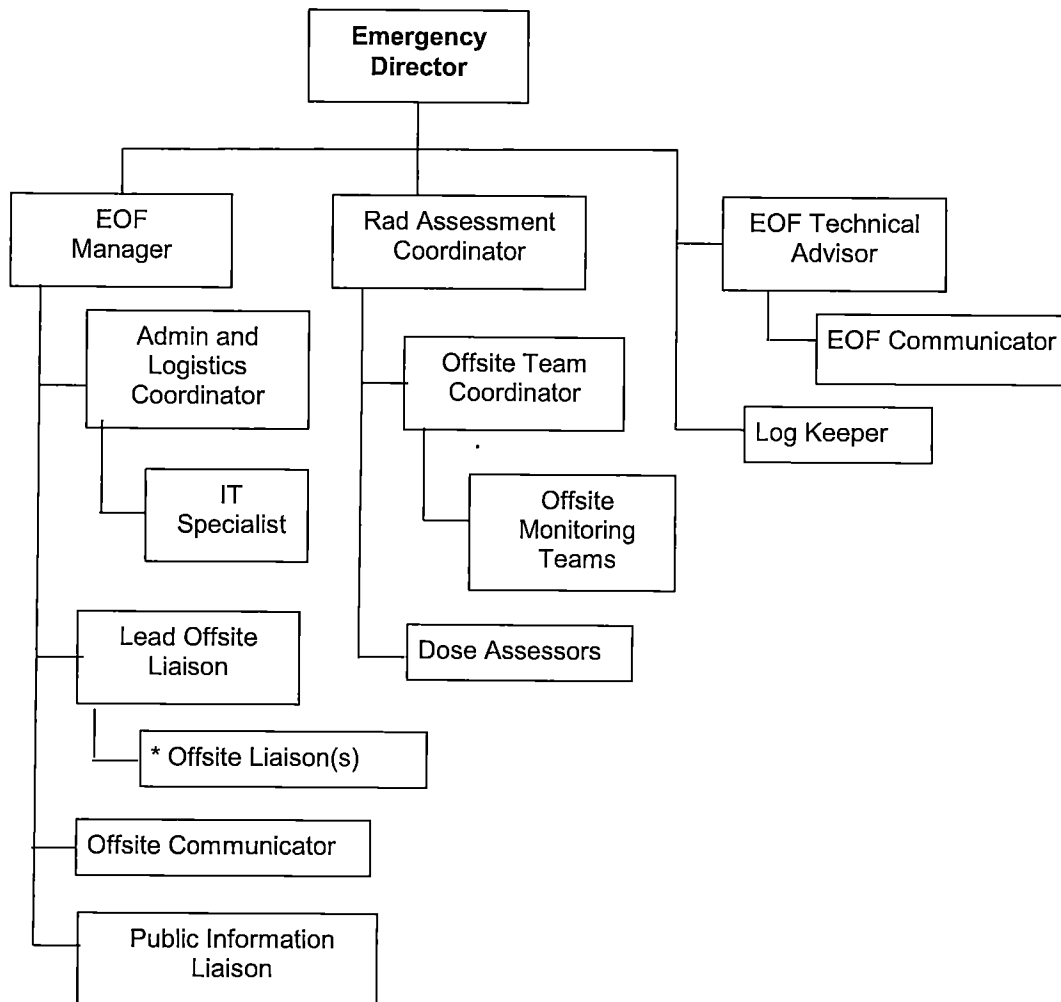 Emergency
Director
EOF
Manager
Rad Assessment
Coordinator
EOF Technical
Advisor
EOF Communicator
Log Keeper
Admin and
Logistics
Coordinator
IT
Specialist
Offsite Team
Coordinator
Offsite
Monitoring
Teams
Dose Assessors
Lead Offsite
Liaison
* Offsite Liaison(s)
Offsite Communicator
Public Information
Liaison